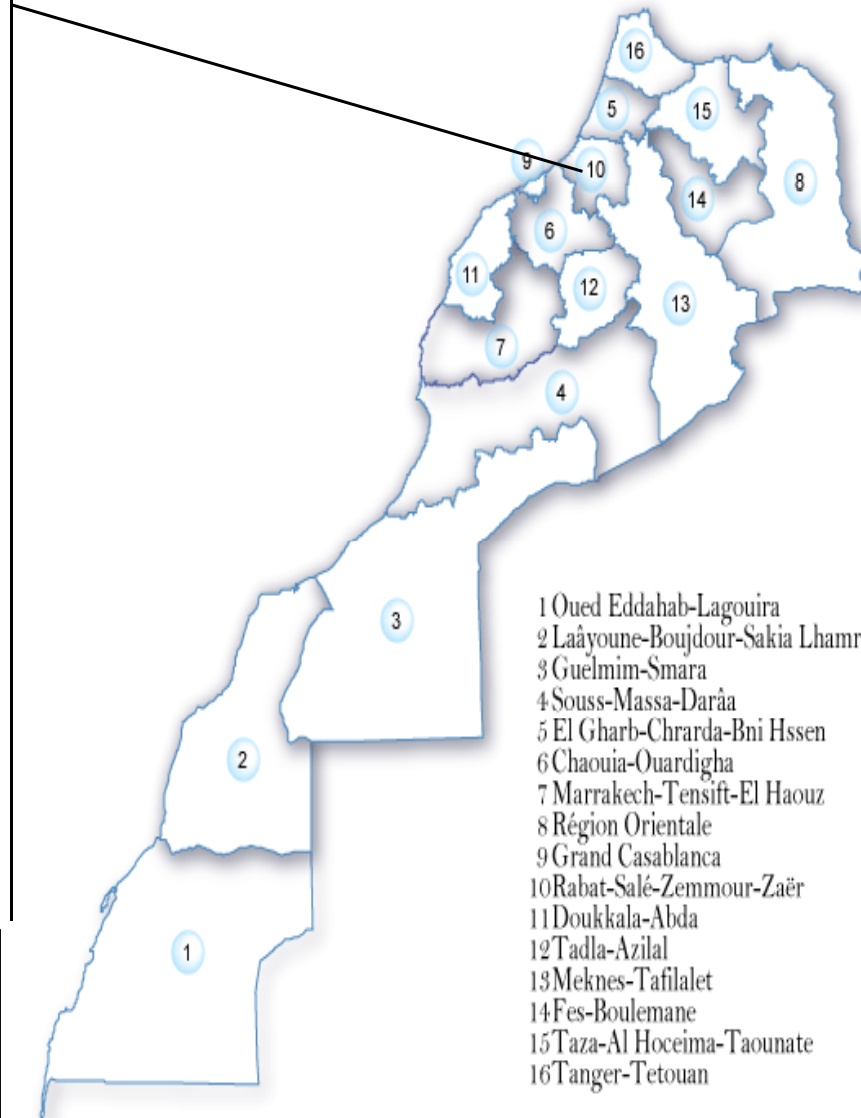 16
5
15
9
10
8
14
6
11
12
13
7
4
3
2
1
1 Oued Eddahab-Lagouira
2 Laâyoune-Boujdour-Sakia Lhamr
3 Guelmim-Smara
4 Souss-Massa-Darâa
5 El Gharb-Chrarda-Bni Hssen
6 Chaouia-Ouardigha
7 Marrakech-Tensift-El Haouz
8 Région Orientale
9 Grand Casablanca
10 Rabat-Salé-Zemmour-Zaër
11 Doukkala-Abda
12 Tadla-Azilal
13 Meknes-Tafilalet
14 Fes-Boulemane
15 Taza-Al Hoceima-Taounate
16 Tanger-Tetouan